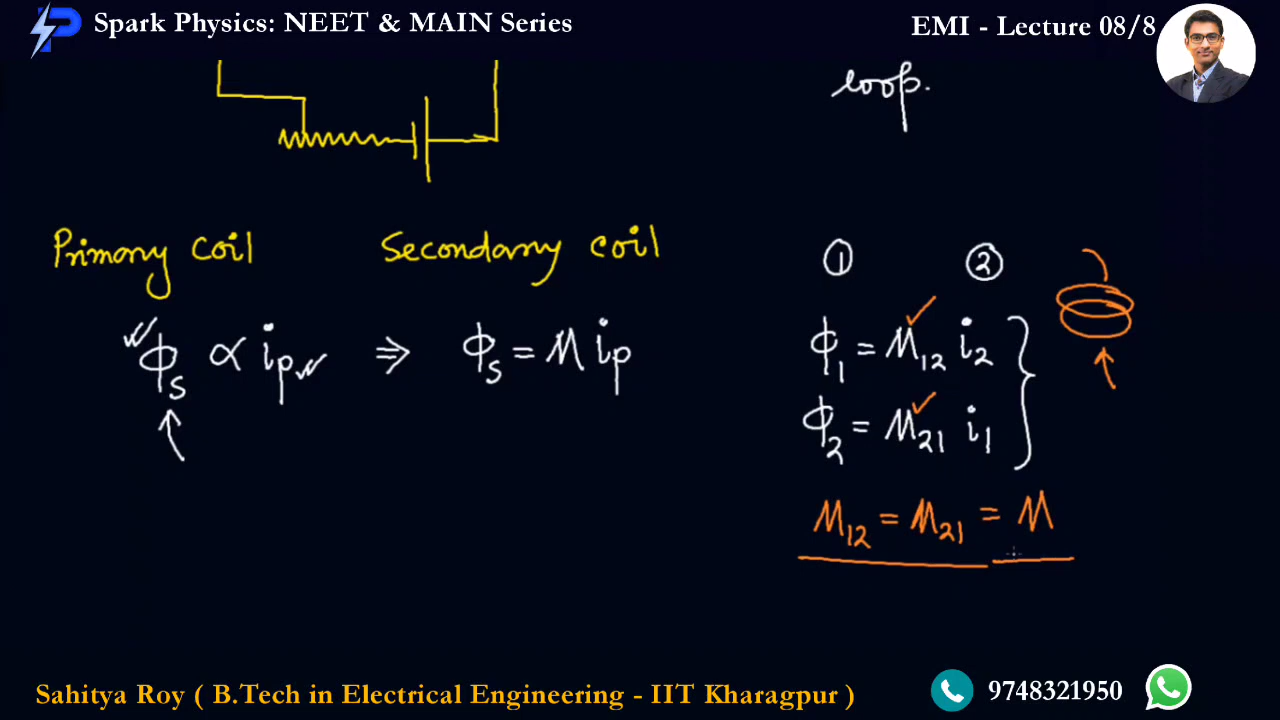 Spark Physics: NEET & MAIN Series
EMI - Lecture 08/8
loop.
Primary coil
Secondary coil
① ②
ϕₛ ∝ iₚ ⇒ ϕₛ = M iₚ
ϕ₁ = M₁₂ i₂
ϕ₂ = M₂₁ i₁
M₁₂ = M₂₁ = M
Sahitya Roy ( B.Tech in Electrical Engineering - IIT Kharagpur )
9748321950